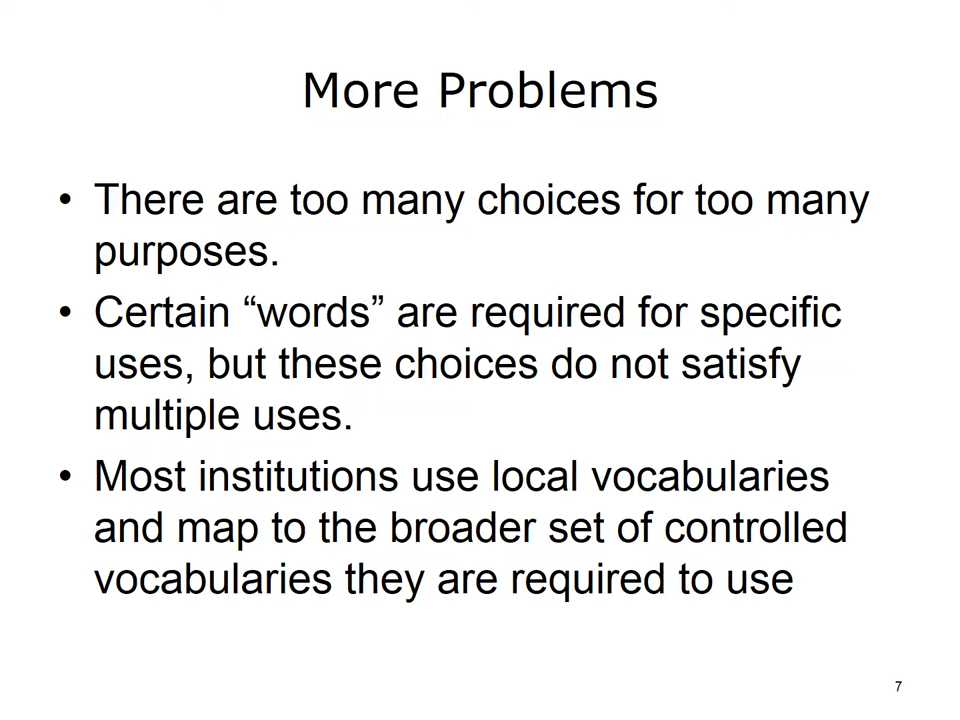 More Problems
• There are too many choices for too many
purposes.
• Certain “words” are required for specific
uses, but these choices do not satisfy
multiple uses.
• Most institutions use local vocabularies
and map to the broader set of controlled
vocabularies they are required to use
7